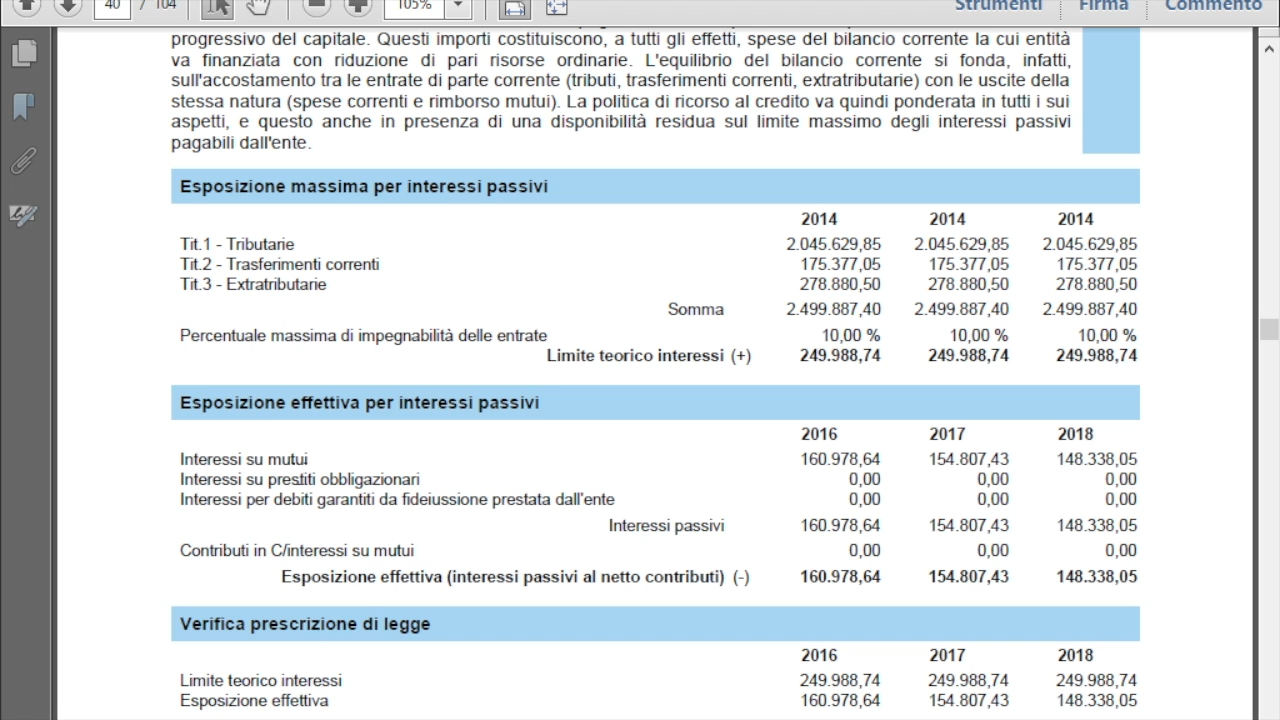 40 / 104 105% Strumenti Firma Commento
progressivo del capitale. Questi importi costituiscono, a tutti gli effetti, spese del bilancio corrente la cui entità
va finanziata con riduzione di pari risorse ordinarie. L'equilibrio del bilancio corrente si fonda, infatti,
sull'accostamento tra le entrate di parte corrente (tributi, trasferimenti correnti, extratributarie) con le uscite della
stessa natura (spese correnti e rimborso mutui). La politica di ricorso al credito va quindi ponderata in tutti i sui
aspetti, e questo anche in presenza di una disponibilità residua sul limite massimo degli interessi passivi
pagabili dall'ente.
Esposizione massima per interessi passivi
2014 2014 2014
Tit.1 - Tributarie 2.045.629,85 2.045.629,85 2.045.629,85
Tit.2 - Trasferimenti correnti 175.377,05 175.377,05 175.377,05
Tit.3 - Extratributarie 278.880,50 278.880,50 278.880,50
Somma 2.499.887,40 2.499.887,40 2.499.887,40
Percentuale massima di impegnabilità delle entrate 10,00 % 10,00 % 10,00 %
Limite teorico interessi (+) 249.988,74 249.988,74 249.988,74
Esposizione effettiva per interessi passivi
2016 2017 2018
Interessi su mutui 160.978,64 154.807,43 148.338,05
Interessi su prestiti obbligazionari 0,00 0,00 0,00
Interessi per debiti garantiti da fideiussione prestata dall'ente 0,00 0,00 0,00
Interessi passivi 160.978,64 154.807,43 148.338,05
Contributi in C/interessi su mutui 0,00 0,00 0,00
Esposizione effettiva (interessi passivi al netto contributi) (-) 160.978,64 154.807,43 148.338,05
Verifica prescrizione di legge
2016 2017 2018
Limite teorico interessi 249.988,74 249.988,74 249.988,74
Esposizione effettiva 160.978,64 154.807,43 148.338,05